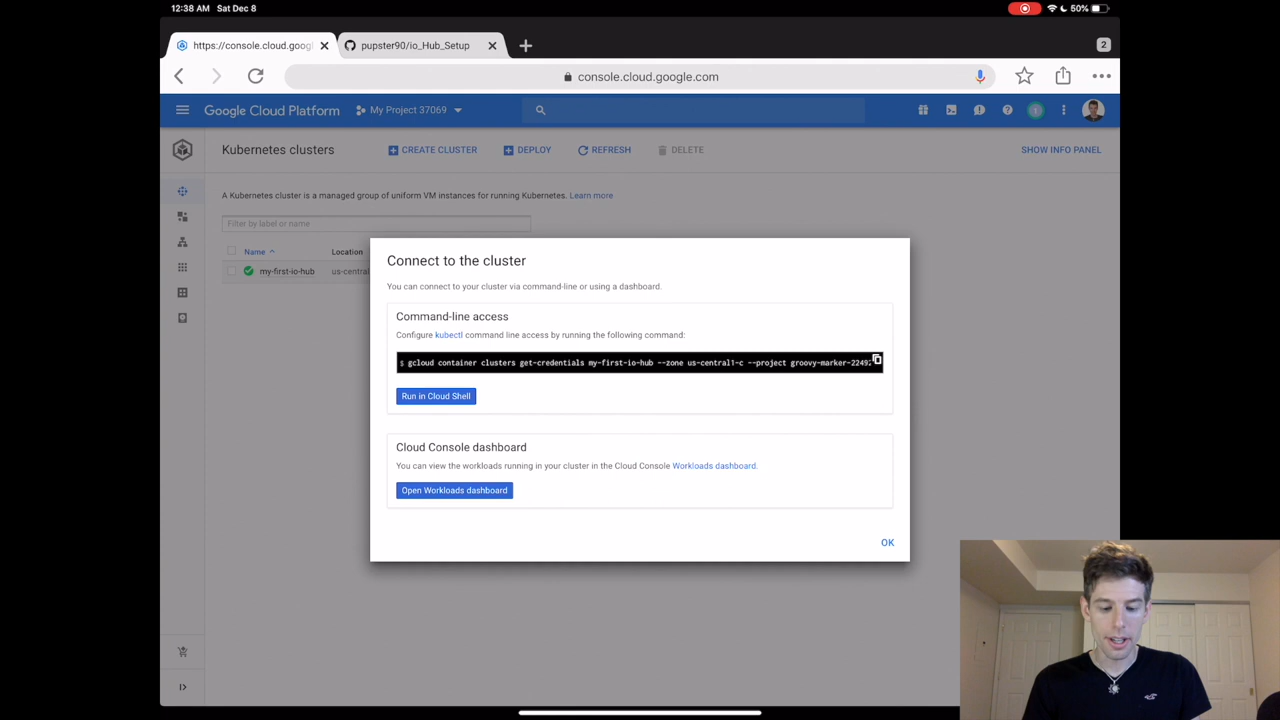 12:38 AM Sat Dec 8
50%
https://console.cloud.goog
pupster90/io_Hub_Setup
2
console.cloud.google.com
Google Cloud Platform
My Project 37069
1
Kubernetes clusters
CREATE CLUSTER
DEPLOY
REFRESH
DELETE
SHOW INFO PANEL
A Kubernetes cluster is a managed group of uniform VM instances for running Kubernetes. Learn more
Filter by label or name
Name
Location
my-first-io-hub
us-central
Connect to the cluster
You can connect to your cluster via command-line or using a dashboard.
Command-line access
Configure kubectl command line access by running the following command:
$ gcloud container clusters get-credentials my-first-io-hub --zone us-central1-c --project groovy-marker-2249
Run in Cloud Shell
Cloud Console dashboard
You can view the workloads running in your cluster in the Cloud Console Workloads dashboard.
Open Workloads dashboard
OK